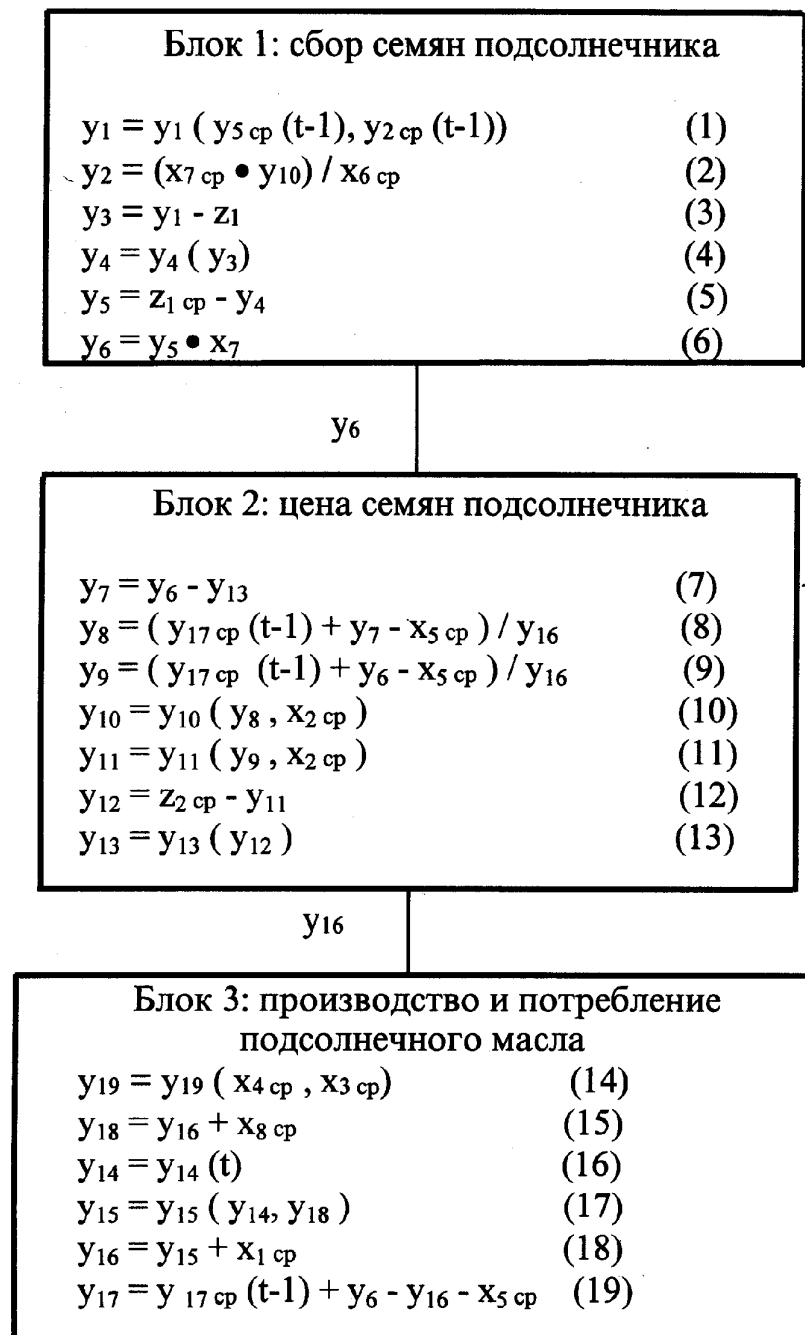 Блок 1: сбор семян подсолнечника
y1 = y1 ( y5 ср (t-1), y2 ср (t-1)) (1)
y2 = (x7 ср • y10) / x6 ср (2)
y3 = y1 - z1 (3)
y4 = y4 ( y3) (4)
y5 = z1 ср - y4 (5)
y6 = y5 • x7 (6)
y6
Блок 2: цена семян подсолнечника
y7 = y6 - y13 (7)
y8 = ( y17 ср (t-1) + y7 - x5 ср ) / y16 (8)
y9 = ( y17 ср (t-1) + y6 - x5 ср ) / y16 (9)
y10 = y10 ( y8 , x2 ср ) (10)
y11 = y11 ( y9 , x2 ср ) (11)
y12 = z2 ср - y11 (12)
y13 = y13 ( y12 ) (13)
y16
Блок 3: производство и потребление
подсолнечного масла
y19 = y19 ( x4 ср , x3 ср) (14)
y18 = y16 + x8 ср (15)
y14 = y14 (t) (16)
y15 = y15 ( y14, y18 ) (17)
y16 = y15 + x1 ср (18)
y17 = y 17 ср (t-1) + y6 - y16 - x5 ср (19)